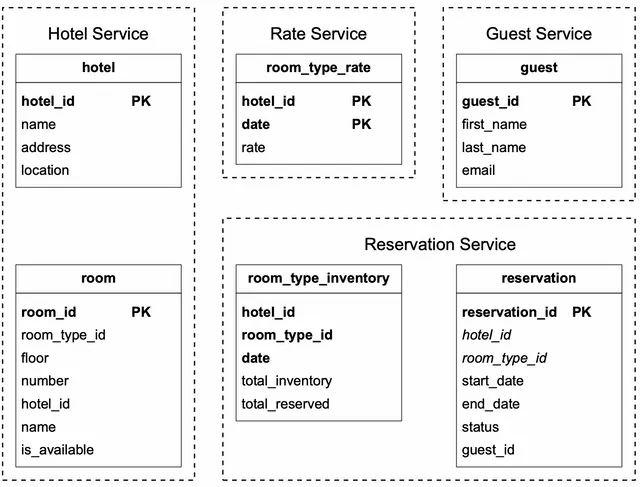 Hotel Service
hotel
hotel_id PK
name
address
location
room
room_id PK
room_type_id
floor
number
hotel_id
name
is_available
Rate Service
room_type_rate
hotel_id PK
date PK
rate
Guest Service
guest
guest_id PK
first_name
last_name
email
Reservation Service
room_type_inventory
hotel_id
room_type_id
date
total_inventory
total_reserved
reservation
reservation_id PK
hotel_id
room_type_id
start_date
end_date
status
guest_id